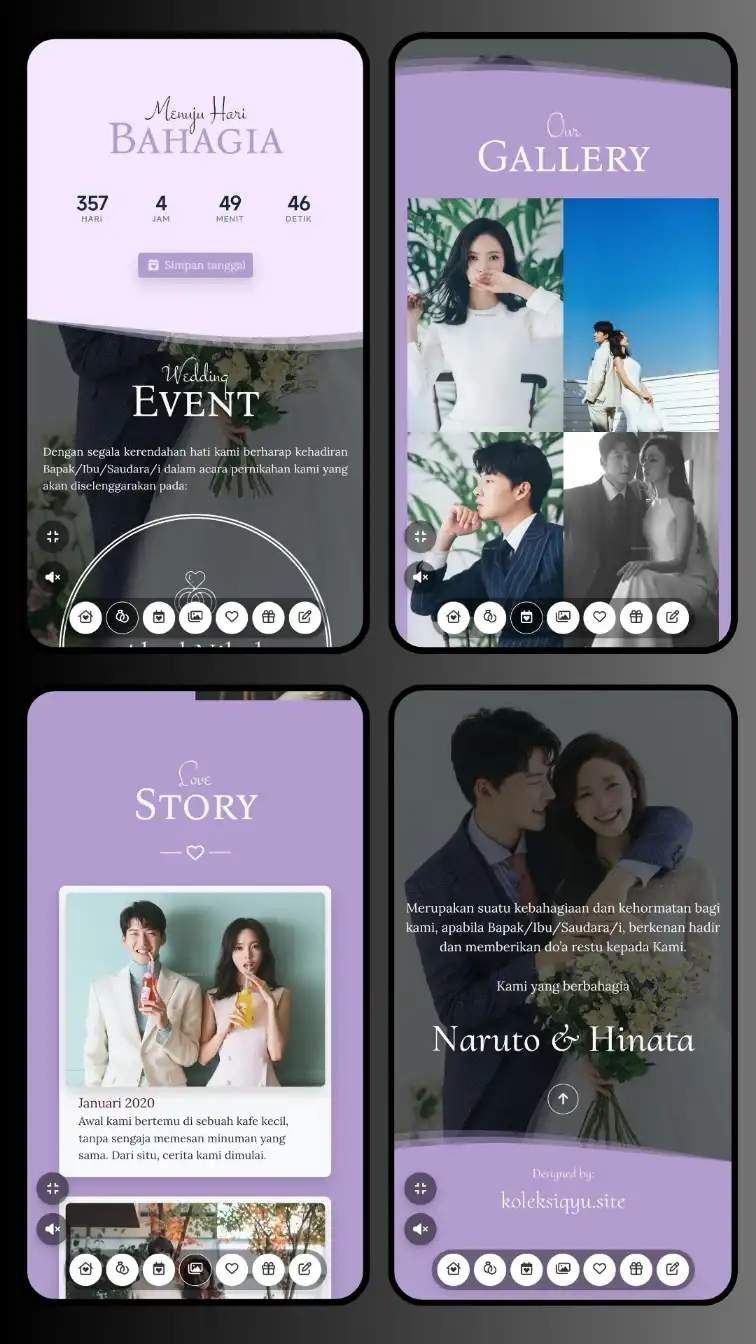 Menuju Hari
BAHAGIA
357
HARI
4
JAM
49
MENIT
46
DETIK
Simpan tanggal
Wedding
EVENT
Dengan segala kerendahan hati kami berharap kehadiran
Bapak/Ibu/Saudara/i dalam acara pernikahan kami yang
akan diselenggarakan pada:
Our
GALLERY
Love
STORY
Januari 2020
Awal kami bertemu di sebuah kafe kecil,
tanpa sengaja memesan minuman yang
sama. Dari situ, cerita kami dimulai.
Merupakan suatu kebahagiaan dan kehormatan bagi
kami, apabila Bapak/Ibu/Saudara/i, berkenan hadir
dan memberikan do'a restu kepada Kami.
Kami yang berbahagia
Naruto & Hinata
Designed by:
koleksiqyu.site